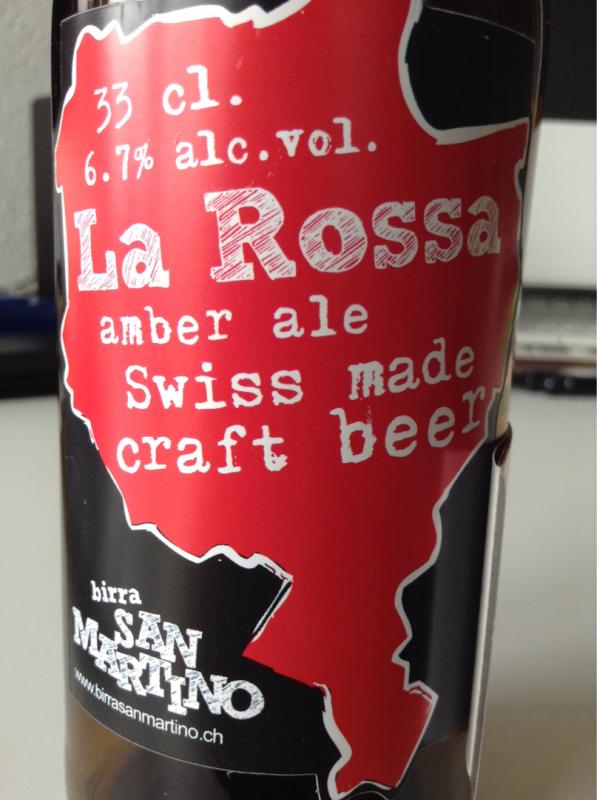 33 cl.
6.7% alc.vol.
La Rossa
amber ale
Swiss made
craft beer
birra
SAN
MARTINO
www.birrasanmartino.ch